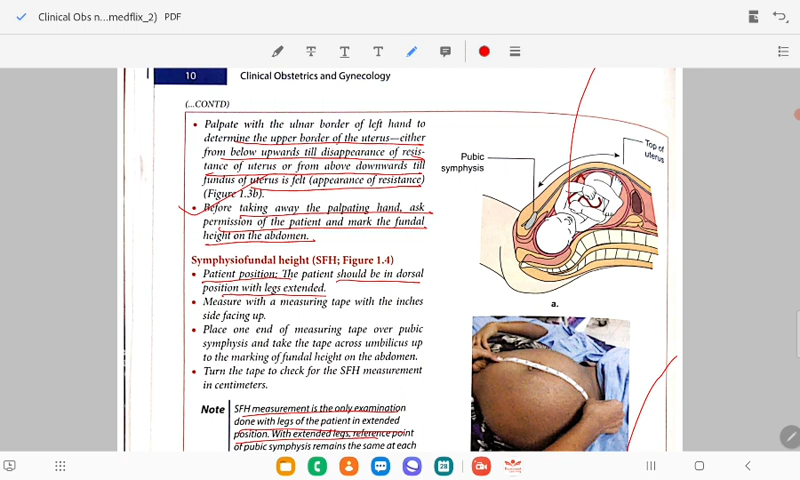 Clinical Obs n...medflix_2) PDF
10 Clinical Obstetrics and Gynecology
(...CONTD)
• Palpate with the ulnar border of left hand to
determine the upper border of the uterus—either
from below upwards till disappearance of resis-
tance of uterus or from above downwards till
fundus of uterus is felt (appearance of resistance)
(Figure 1.3b).
• Before taking away the palpating hand, ask
permission of the patient and mark the fundal
height on the abdomen.
Symphysiofundal height (SFH; Figure 1.4)
• Patient position: The patient should be in dorsal
position with legs extended.
• Measure with a measuring tape with the inches
side facing up.
• Place one end of measuring tape over pubic
symphysis and take the tape across umbilicus up
to the marking of fundal height on the abdomen.
• Turn the tape to check for the SFH measurement
in centimeters.
Note SFH measurement is the only examination
done with legs of the patient in extended
position. With extended legs, reference point
of pubic symphysis remains the same at each
Pubic
symphysis
Top of
uterus
a.
28